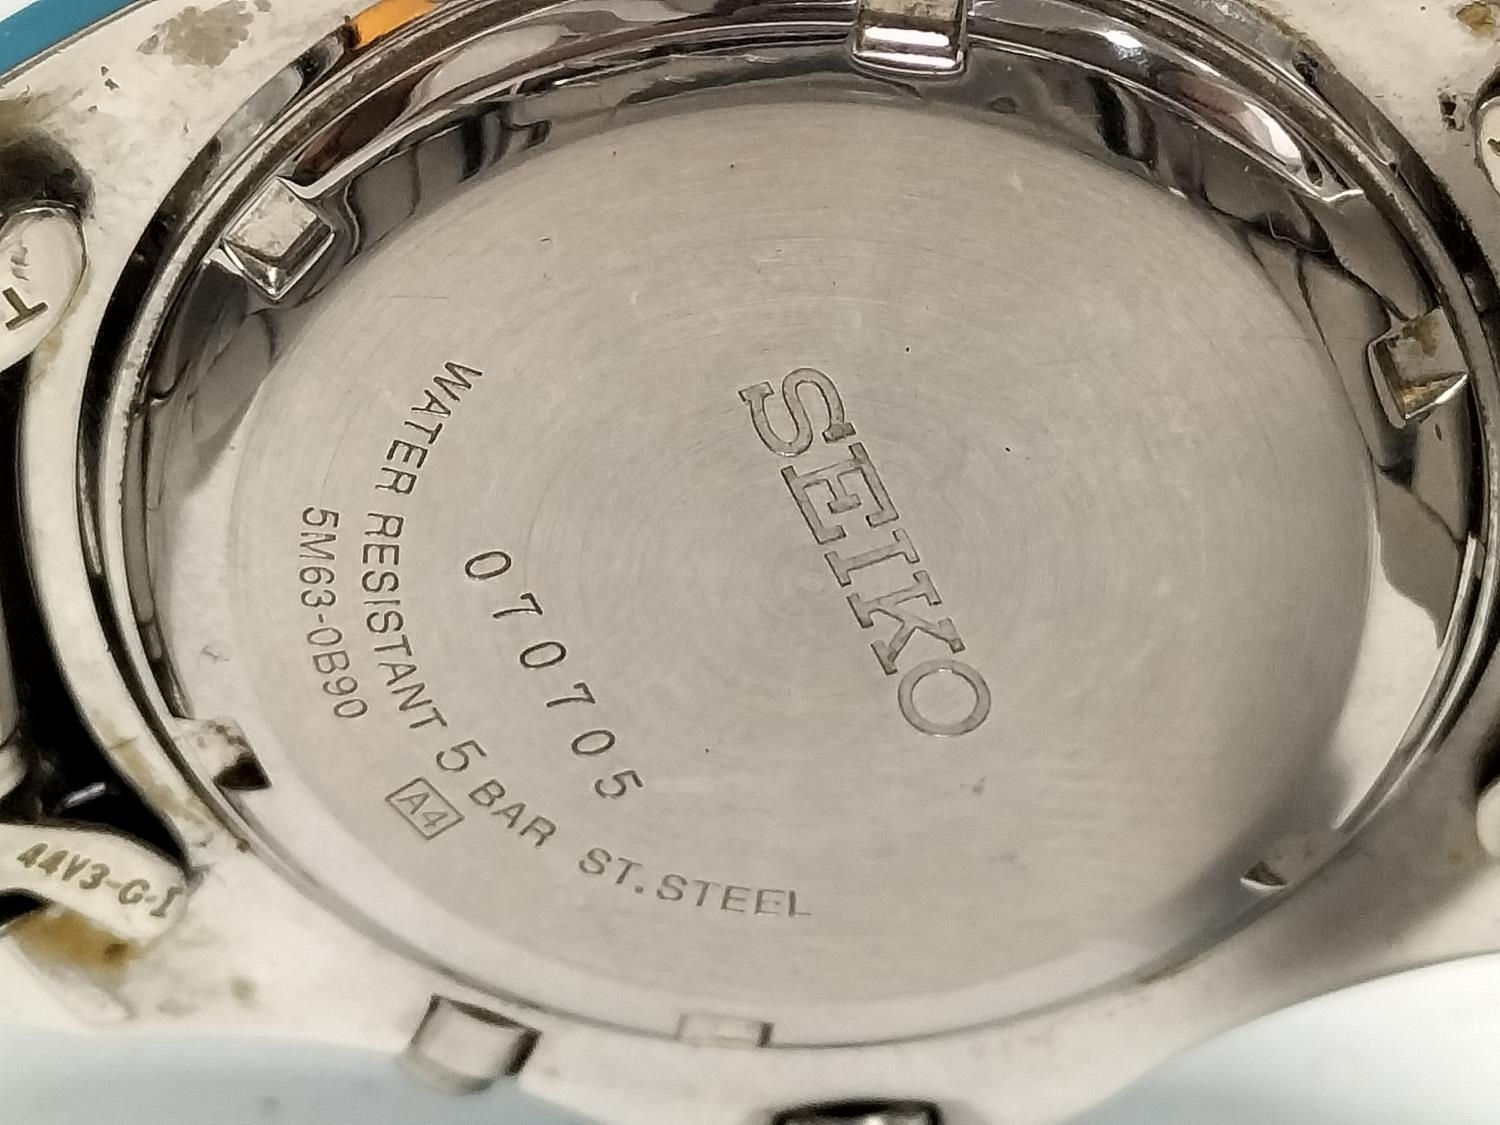 SEIKO
070705
WATER RESISTANT 5 BAR ST. STEEL
5M63-0B90
A4
44V3-G·I
T